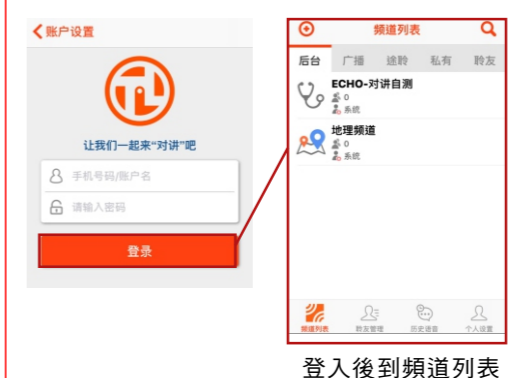 账户设置
让我们一起来“对讲”吧
手机号码/账户名
请输入密码
登录
频道列表
后台 广播 途聆 私有 聆友
ECHO-对讲自测
0
系统
地理频道
0
系统
频道列表 聆友管理 历史语音 个人设置
登入後到頻道列表